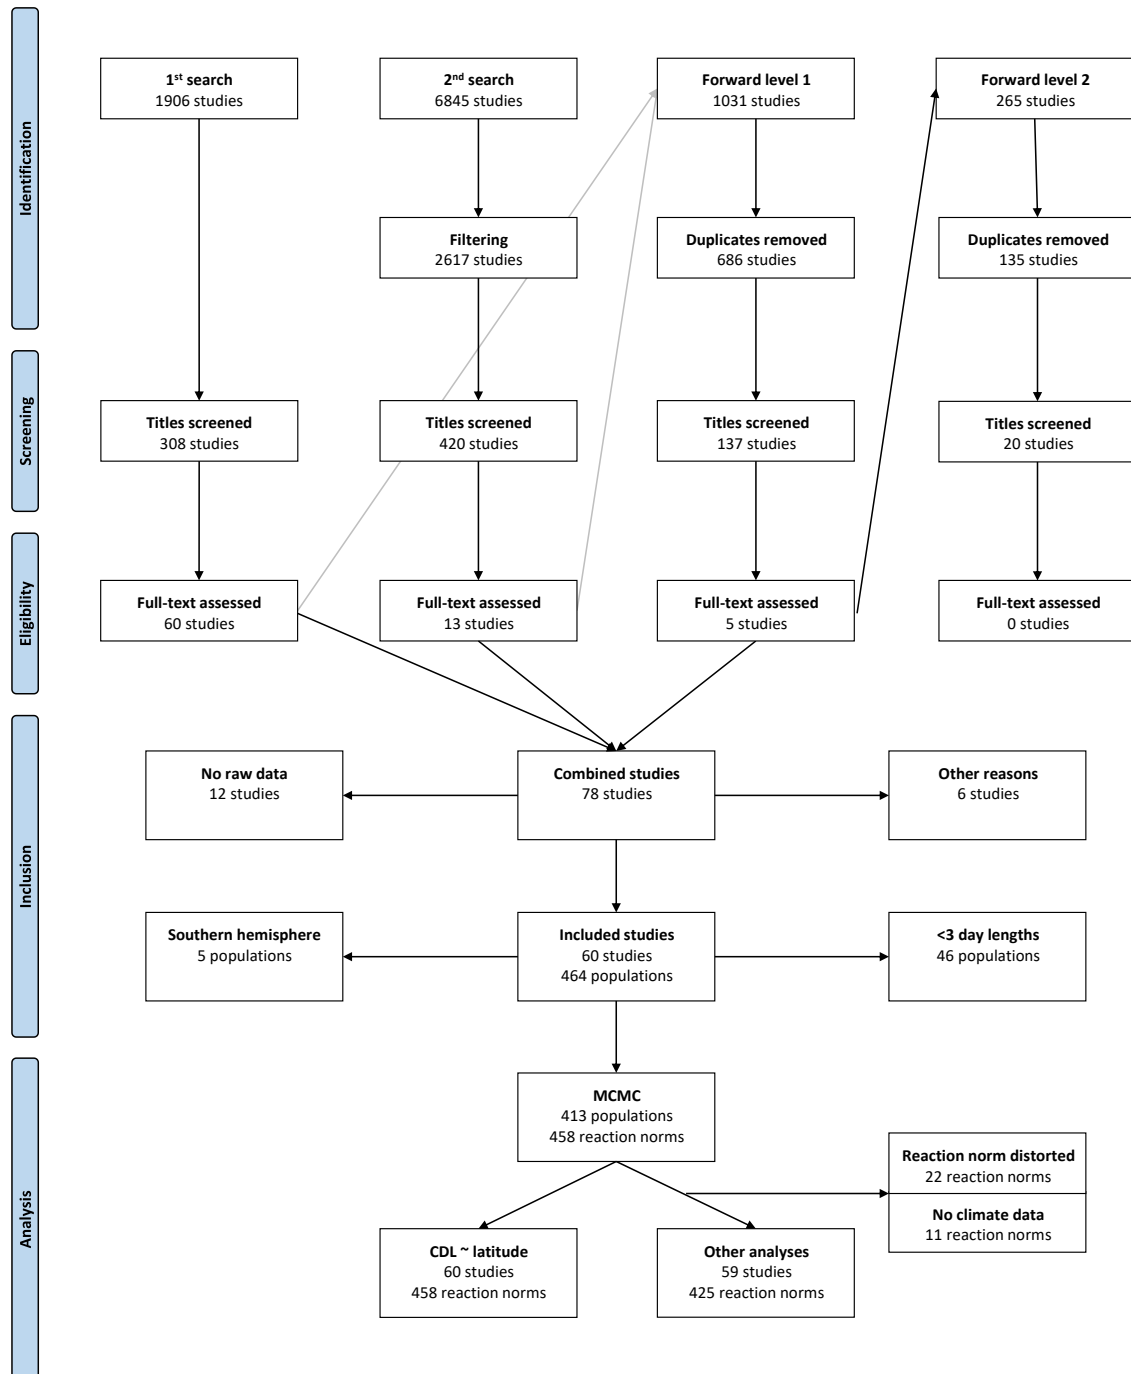 Identification
1st search
1906 studies
2nd search
6845 studies
Forward level 1
1031 studies
Forward level 2
265 studies
Filtering
2617 studies
Duplicates removed
686 studies
Duplicates removed
135 studies
Screening
Titles screened
308 studies
Titles screened
420 studies
Titles screened
137 studies
Titles screened
20 studies
Eligibility
Full-text assessed
60 studies
Full-text assessed
13 studies
Full-text assessed
5 studies
Full-text assessed
0 studies
Inclusion
No raw data
12 studies
Combined studies
78 studies
Other reasons
6 studies
Southern hemisphere
5 populations
Included studies
60 studies
464 populations
<3 day lengths
46 populations
Analysis
MCMC
413 populations
458 reaction norms
Reaction norm distorted
22 reaction norms
No climate data
11 reaction norms
CDL ~ latitude
60 studies
458 reaction norms
Other analyses
59 studies
425 reaction norms